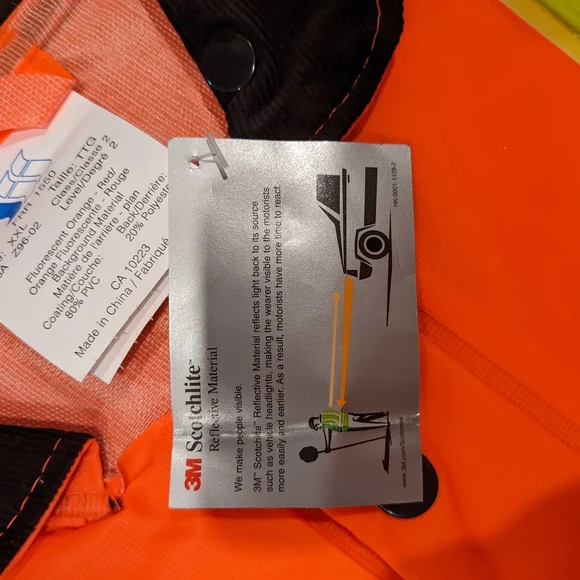 3M Scotchlite™
Reflective Material
We make people visible.
3M™ Scotchlite™ Reflective Material reflects light back to its source
such as vehicle headlights, making the wearer visible to the motorists
more easily and earlier. As a result, motorists have more time to react
www.3M.com/Scotchlite
XXL Taille: TTG
Z96-02 Class/Classe 2
Level/Degré 2
Fluorescent Orange - Red/
Orange Fluorescente - Rouge
Background Material
Matière de l'arrière - plan
Coating/Couche: Back/Derrière:
80% PVC 20% Polyeste
CA 10223
Made in China / Fabriqué